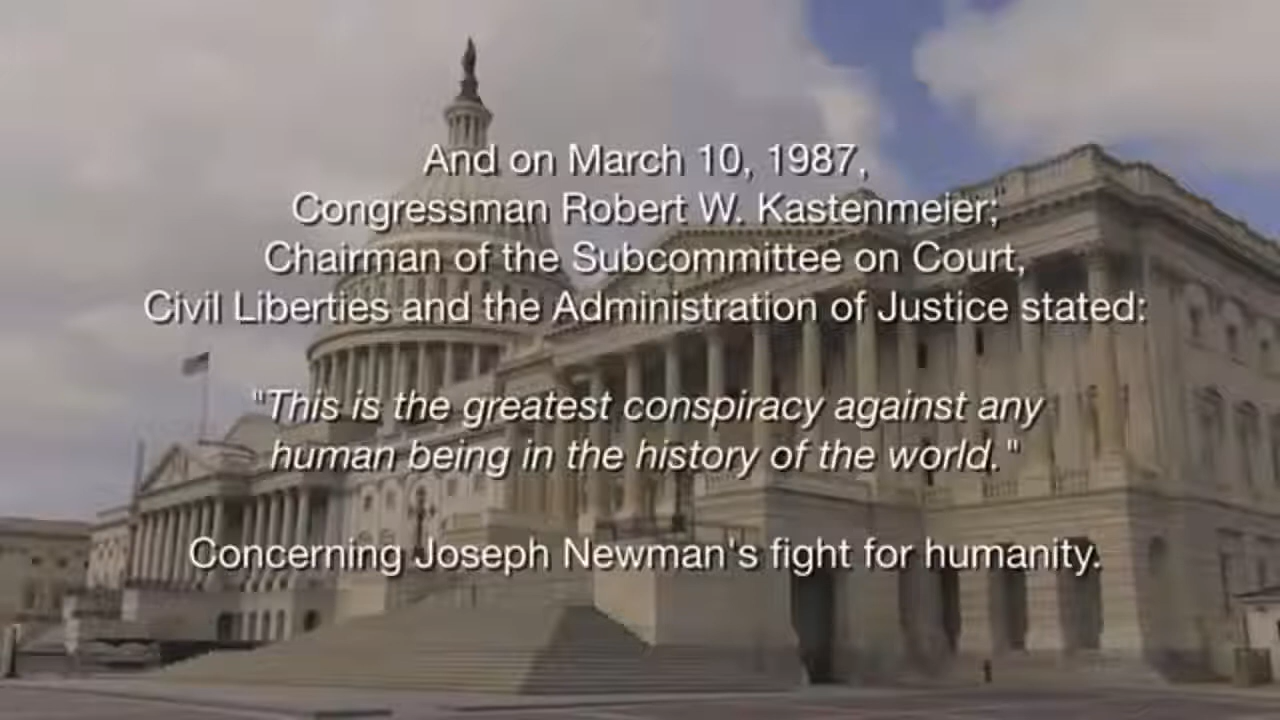 And on March 10, 1987,
Congressman Robert W. Kastenmeier;
Chairman of the Subcommittee on Court,
Civil Liberties and the Administration of Justice stated:
"This is the greatest conspiracy against any
human being in the history of the world."
Concerning Joseph Newman's fight for humanity.